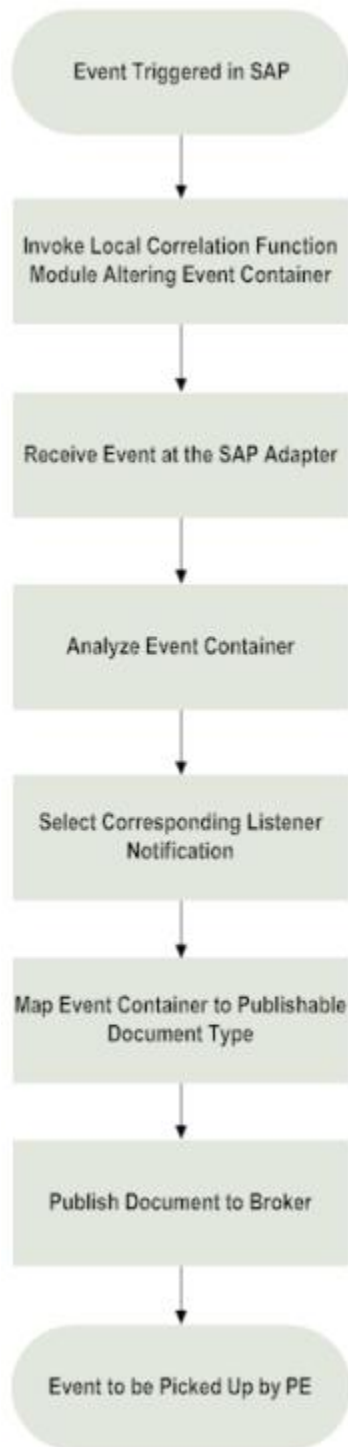 Event Triggered in SAP
Invoke Local Correlation Function
Module Altering Event Container
Receive Event at the SAP Adapter
Analyze Event Container
Select Corresponding Listener
Notification
Map Event Container to Publishable
Document Type
Publish Document to Broker
Event to be Picked Up by PE